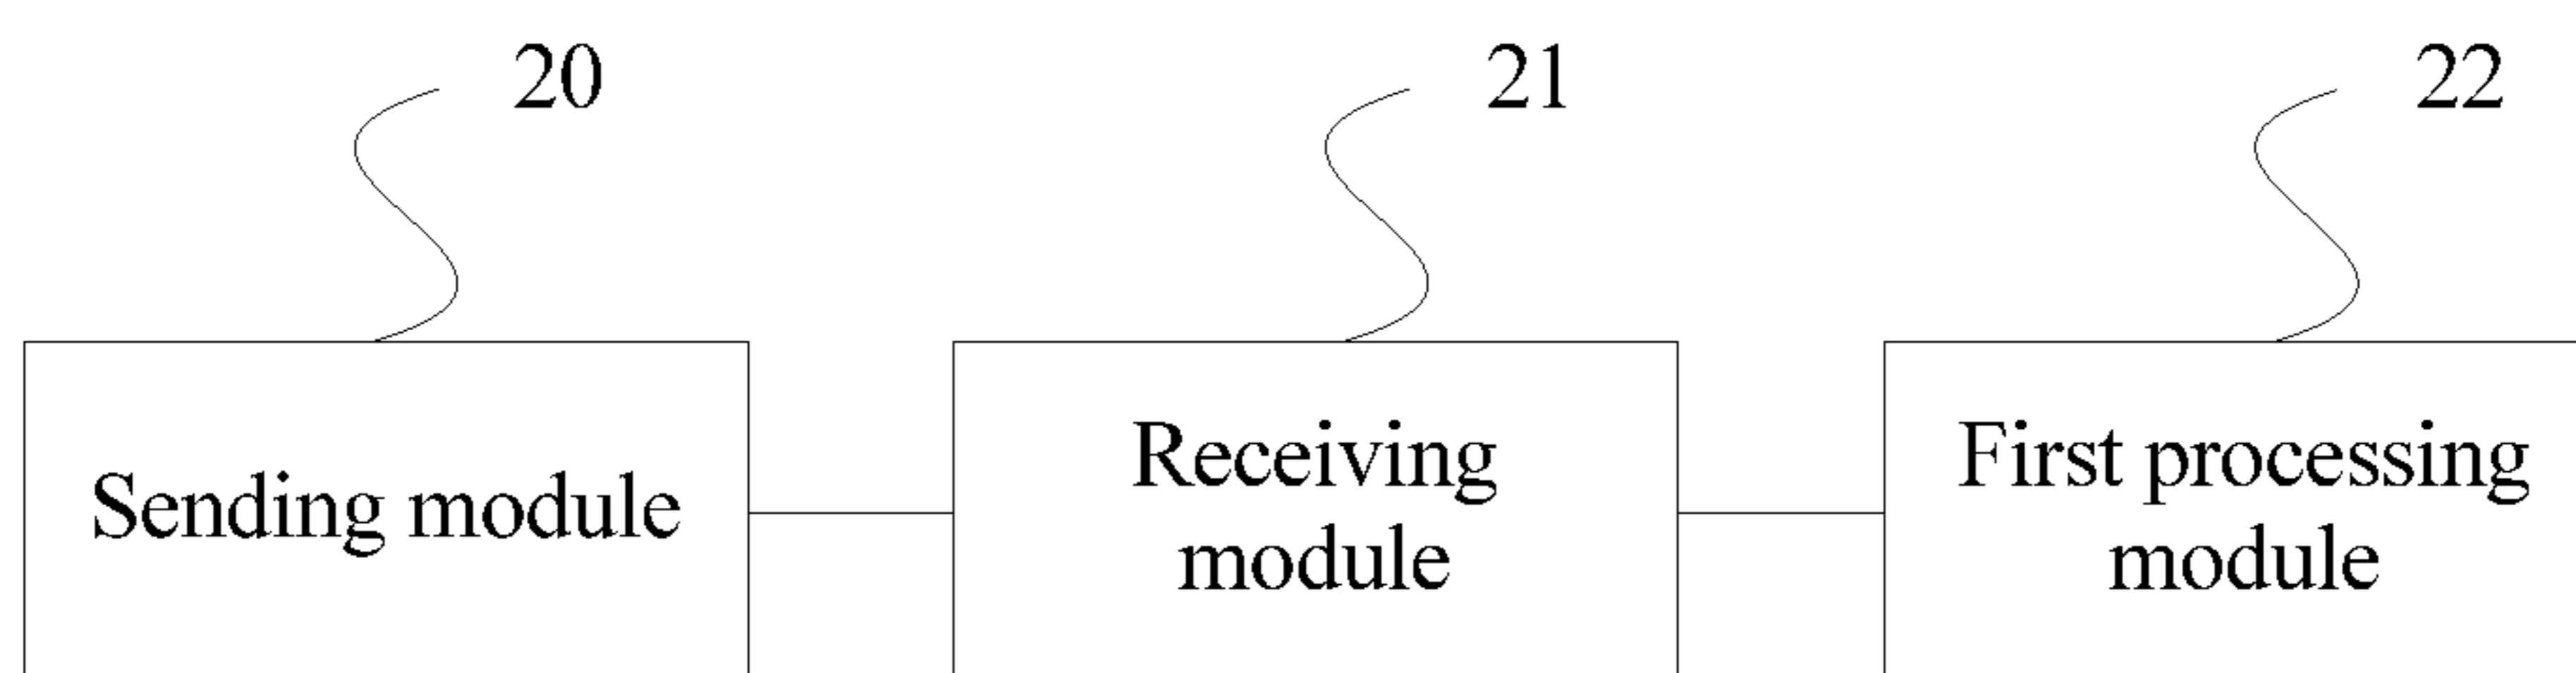 20
21
22
Sending module
Receiving
module
First processing
module